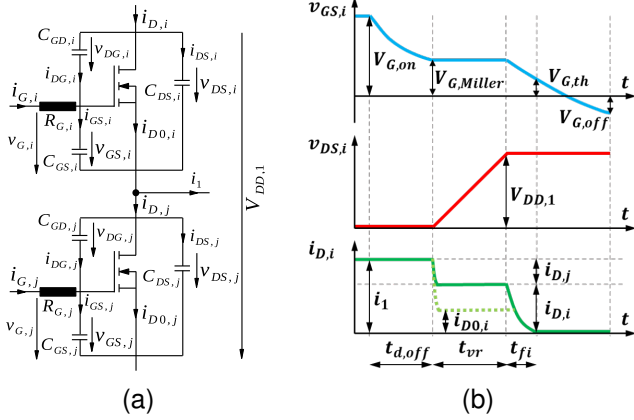 i_{D,i}
C_{GD,i}
v_{DG,i}
i_{DG,i}
i_{DS,i}
i_{G,i}
R_{G,i}
i_{GS,i}
C_{DS,i}
v_{DS,i}
v_{G,i}
v_{GS,i}
i_{D0,i}
C_{GS,i}
i_1
V_{DD,1}
i_{D,j}
C_{GD,j}
v_{DG,j}
i_{DG,j}
i_{DS,j}
i_{G,j}
R_{G,j}
i_{GS,j}
C_{DS,j}
v_{DS,j}
v_{G,j}
v_{GS,j}
i_{D0,j}
C_{GS,j}
(a)
v_{GS,i}
V_{G,on}
V_{G,Miller}
V_{G,th}
t
V_{G,off}
v_{DS,i}
V_{DD,1}
t
i_{D,i}
i_{D,j}
i_1
i_{D0,i}
i_{D,i}
t
t_{d,off}
t_{vr}
t_{fi}
(b)